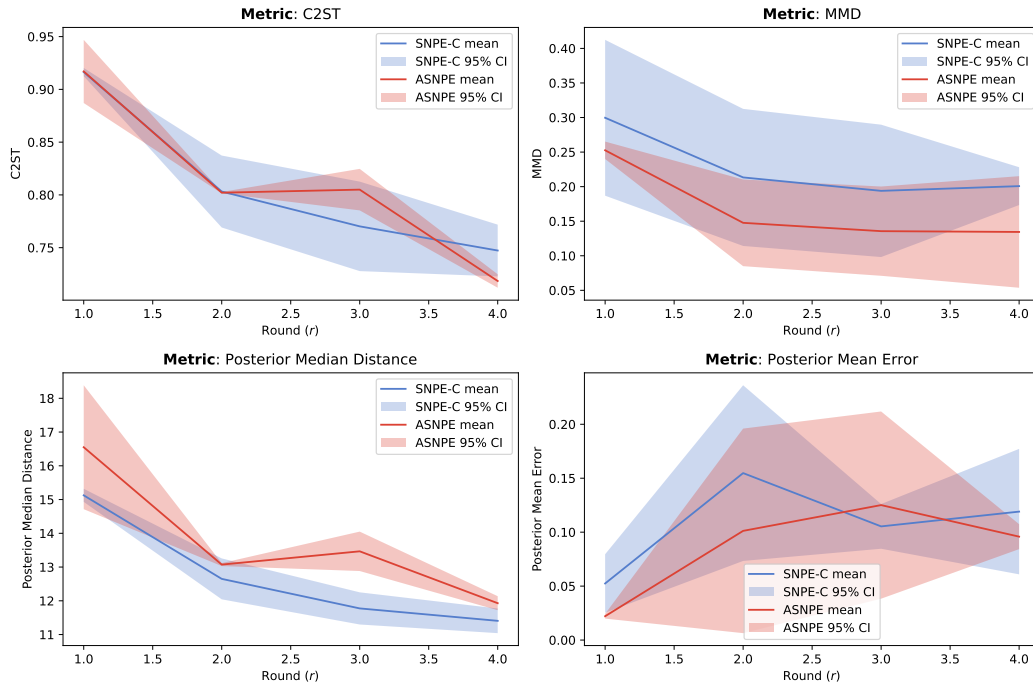 Metric: C2ST
0.95
0.90
0.85
0.80
0.75
C2ST
SNPE-C mean
SNPE-C 95% CI
ASNPE mean
ASNPE 95% CI
1.0 1.5 2.0 2.5 3.0 3.5 4.0
Round (r)
Metric: MMD
0.40
0.35
0.30
0.25
0.20
0.15
0.10
0.05
MMD
SNPE-C mean
SNPE-C 95% CI
ASNPE mean
ASNPE 95% CI
1.0 1.5 2.0 2.5 3.0 3.5 4.0
Round (r)
Metric: Posterior Median Distance
18
17
16
15
14
13
12
11
Posterior Median Distance
SNPE-C mean
SNPE-C 95% CI
ASNPE mean
ASNPE 95% CI
1.0 1.5 2.0 2.5 3.0 3.5 4.0
Round (r)
Metric: Posterior Mean Error
0.20
0.15
0.10
0.05
0.00
Posterior Mean Error
SNPE-C mean
SNPE-C 95% CI
ASNPE mean
ASNPE 95% CI
1.0 1.5 2.0 2.5 3.0 3.5 4.0
Round (r)